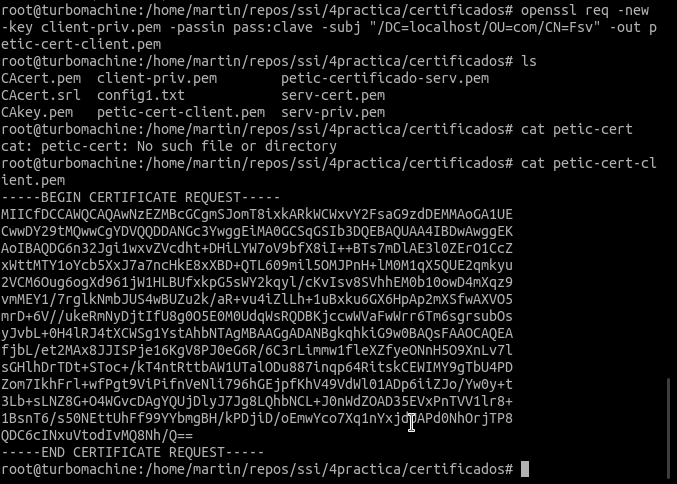 root@turbomachine:/home/martin/repos/ssi/4practica/certificados# openssl req -new
-key client-priv.pem -passin pass:clave -subj "/DC=localhost/OU=com/CN=Fsv" -out p
etic-cert-client.pem
root@turbomachine:/home/martin/repos/ssi/4practica/certificados# ls
CAcert.pem  client-priv.pem        petic-certificado-serv.pem
CAcert.srl  config1.txt            serv-cert.pem
CAkey.pem   petic-cert-client.pem  serv-priv.pem
root@turbomachine:/home/martin/repos/ssi/4practica/certificados# cat petic-cert
cat: petic-cert: No such file or directory
root@turbomachine:/home/martin/repos/ssi/4practica/certificados# cat petic-cert-cl
ient.pem
-----BEGIN CERTIFICATE REQUEST-----
MIICfDCCAWQCAQAwNzEZMBcGCgmSJomT8ixkARkWCWxvY2FsaG9zdDEMMAoGA1UE
CwwDY29tMQwwCgYDVQQDDANGc3YwggEiMA0GCSqGSIb3DQEBAQUAA4IBDwAwggEK
AoIBAQDG6n32Jgi1wxvZVcdht+DHiLYW7oV9bfX8iI++BTs7mDlAE3l0ZErO1CcZ
xWttMTY1oYcb5XxJ7a7ncHkE8xXBD+QTL609mil5OMJPnH+lM0M1qX5QUE2qmkyu
2VCM6Oug6ogXd961jW1HLBUfxkpG5sWY2kqyl/cKvIsv8SVhhEM0b10owD4mXqz9
vmMEY1/7rglkNmbJUS4wBUZu2k/aR+vu4iZlLh+1uBxku6GX6HpAp2mXSfwAXVO5
mrD+6V//ukeRmNyDjtIfU8g0O5E0M0UdqWsRQDBKjccwWVaFwWrr6Tm6sgrsubOs
yJvbL+0H4lRJ4tXCWSg1YstAhbNTAgMBAAGgADANBgkqhkiG9w0BAQsFAAOCAQEA
fjbL/et2MAx8JJISPje16KgV8PJ0eG6R/6C3rLimmw1fleXZfyeONnH5O9XnLv7l
sGHlhDrTDt+SToc+/kT4ntRttbAW1UTalODu887inqp64RitskCEWIMY9gTbU4PD
Zom7IkhFrl+wfPgt9ViPifnVeNli796hGEjpfKhV49VdWl01ADp6iiZJo/Yw0y+t
3Lb+sLNZ8G+O4WGvcDAgYQUjDlyJ7Jg8LQhbNCL+J0nWdZOAD35EVxPnTVV1lr8+
1BsnT6/s50NEttUhFf99YYbmgBH/kPDjiD/oEmwYco7Xq1nYxjd APd0NhOrjTP8
QDC6cINxuVtodIvMQ8Nh/Q==
-----END CERTIFICATE REQUEST-----
root@turbomachine:/home/martin/repos/ssi/4practica/certificados#